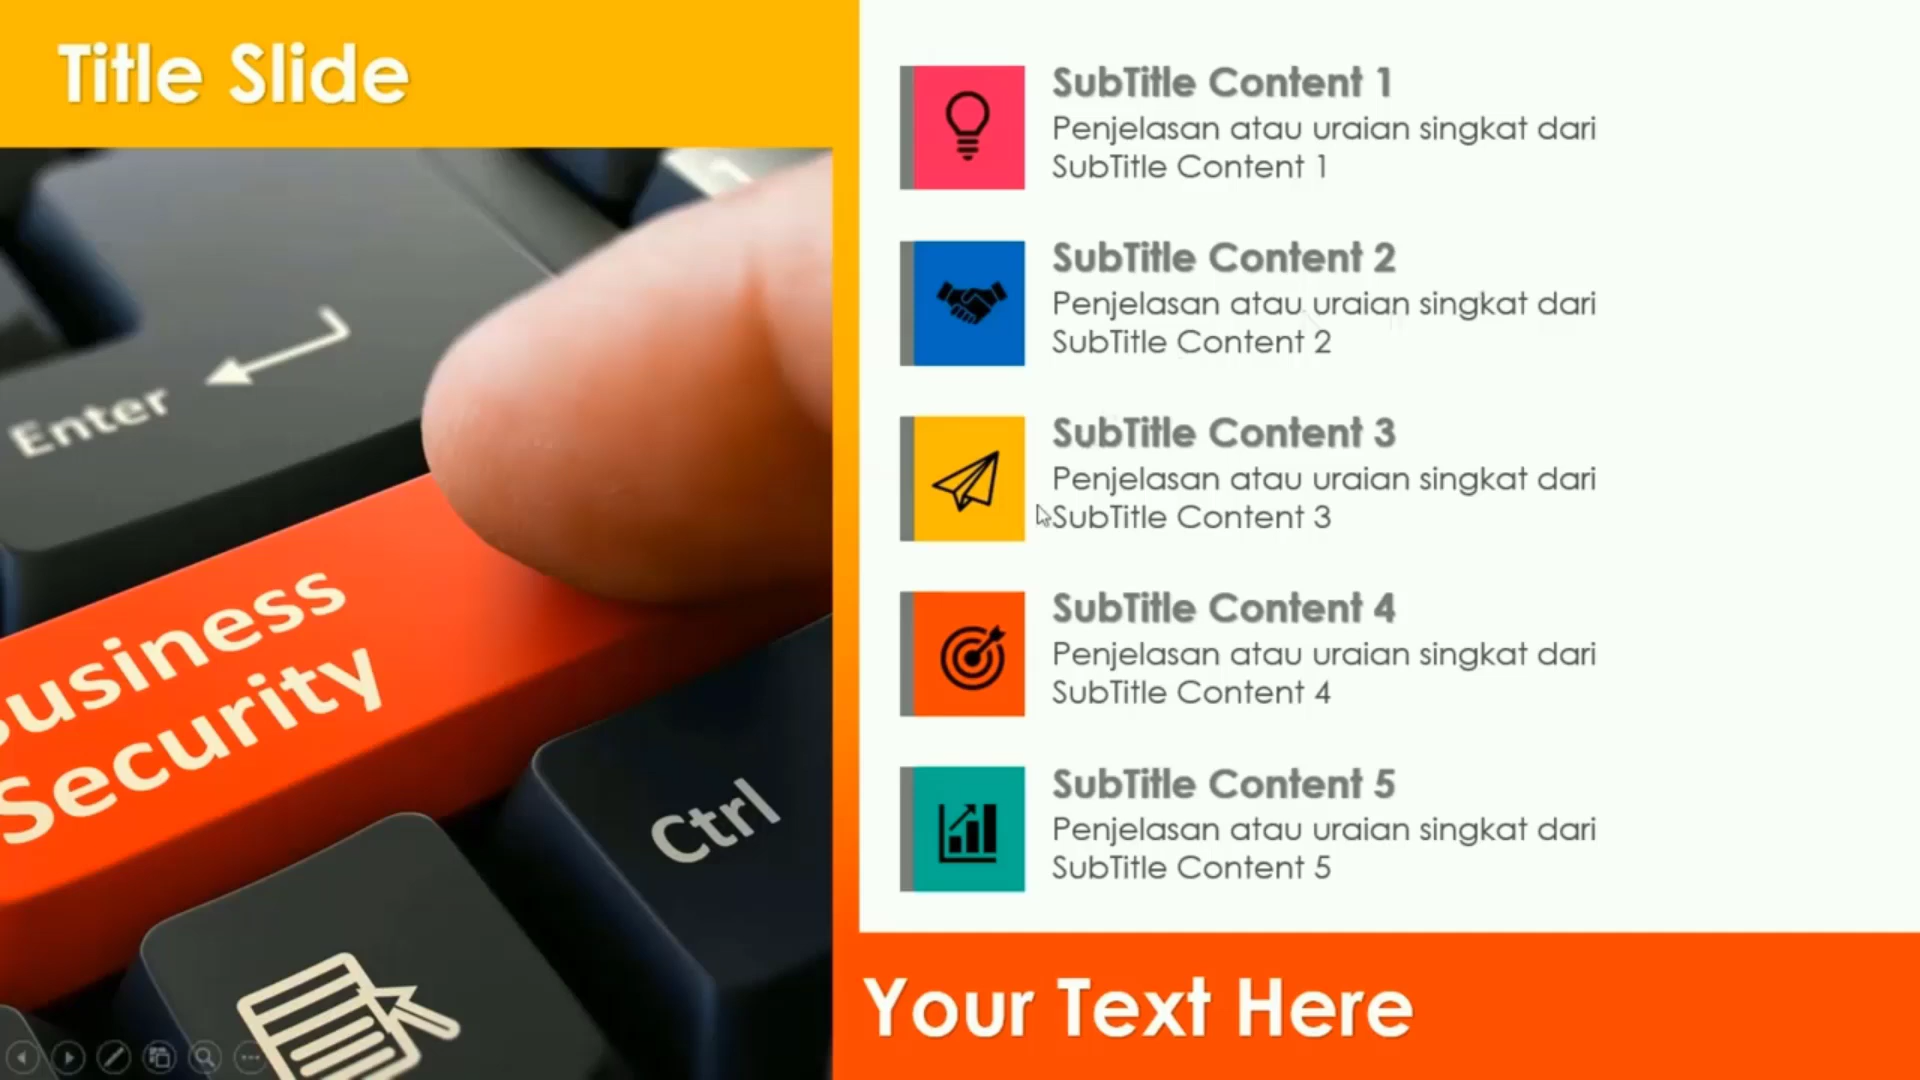 Title Slide
Enter
usiness
Security
Ctrl
SubTitle Content 1
Penjelasan atau uraian singkat dari
SubTitle Content 1
SubTitle Content 2
Penjelasan atau uraian singkat dari
SubTitle Content 2
SubTitle Content 3
Penjelasan atau uraian singkat dari
SubTitle Content 3
SubTitle Content 4
Penjelasan atau uraian singkat dari
SubTitle Content 4
SubTitle Content 5
Penjelasan atau uraian singkat dari
SubTitle Content 5
Your Text Here